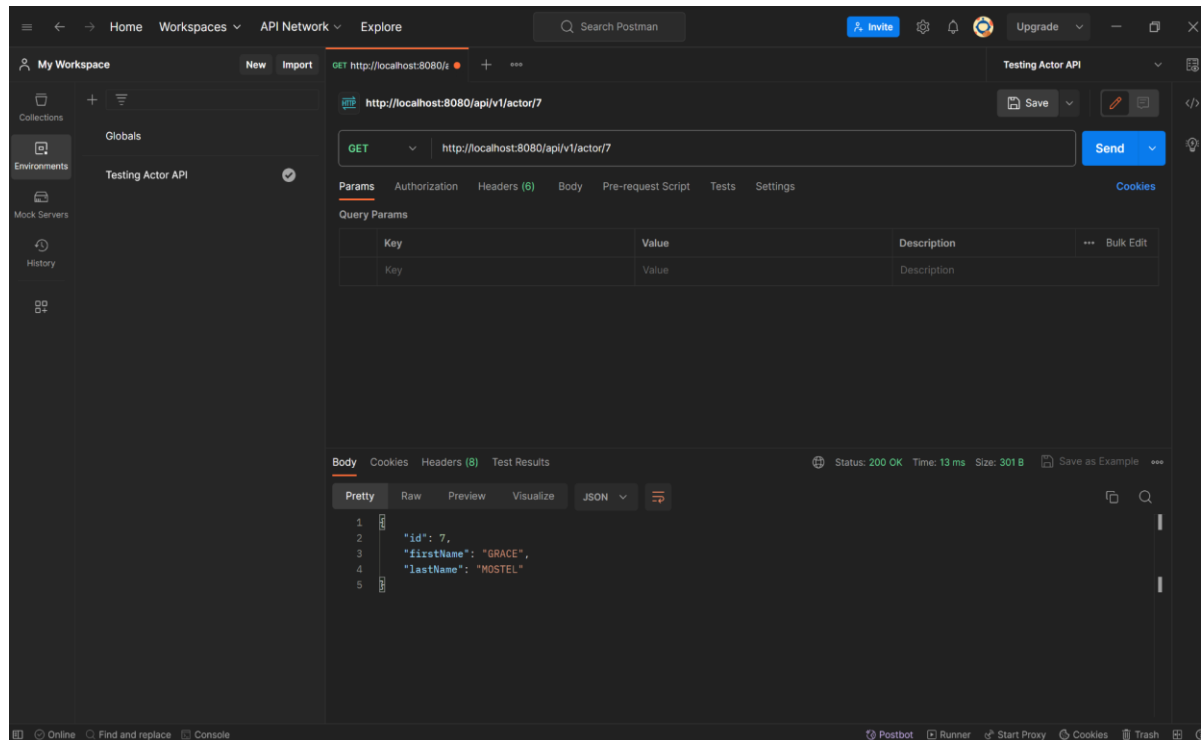 Home Workspaces API Network Explore Search Postman Invite Upgrade
My Workspace New Import GET http://localhost:8080/a Testing Actor API
Collections
Environments
Mock Servers
History
Globals
Testing Actor API
HTTP http://localhost:8080/api/v1/actor/7 Save
GET http://localhost:8080/api/v1/actor/7 Send
Params Authorization Headers (6) Body Pre-request Script Tests Settings Cookies
Query Params
Key Value Description Bulk Edit
Key Value Description
Body Cookies Headers (8) Test Results Status: 200 OK Time: 13 ms Size: 301 B Save as Example
Pretty Raw Preview Visualize JSON
1 {
2 "id": 7,
3 "firstName": "GRACE",
4 "lastName": "MOSTEL"
5 }
Online Find and replace Console Postbot Runner Start Proxy Cookies Trash